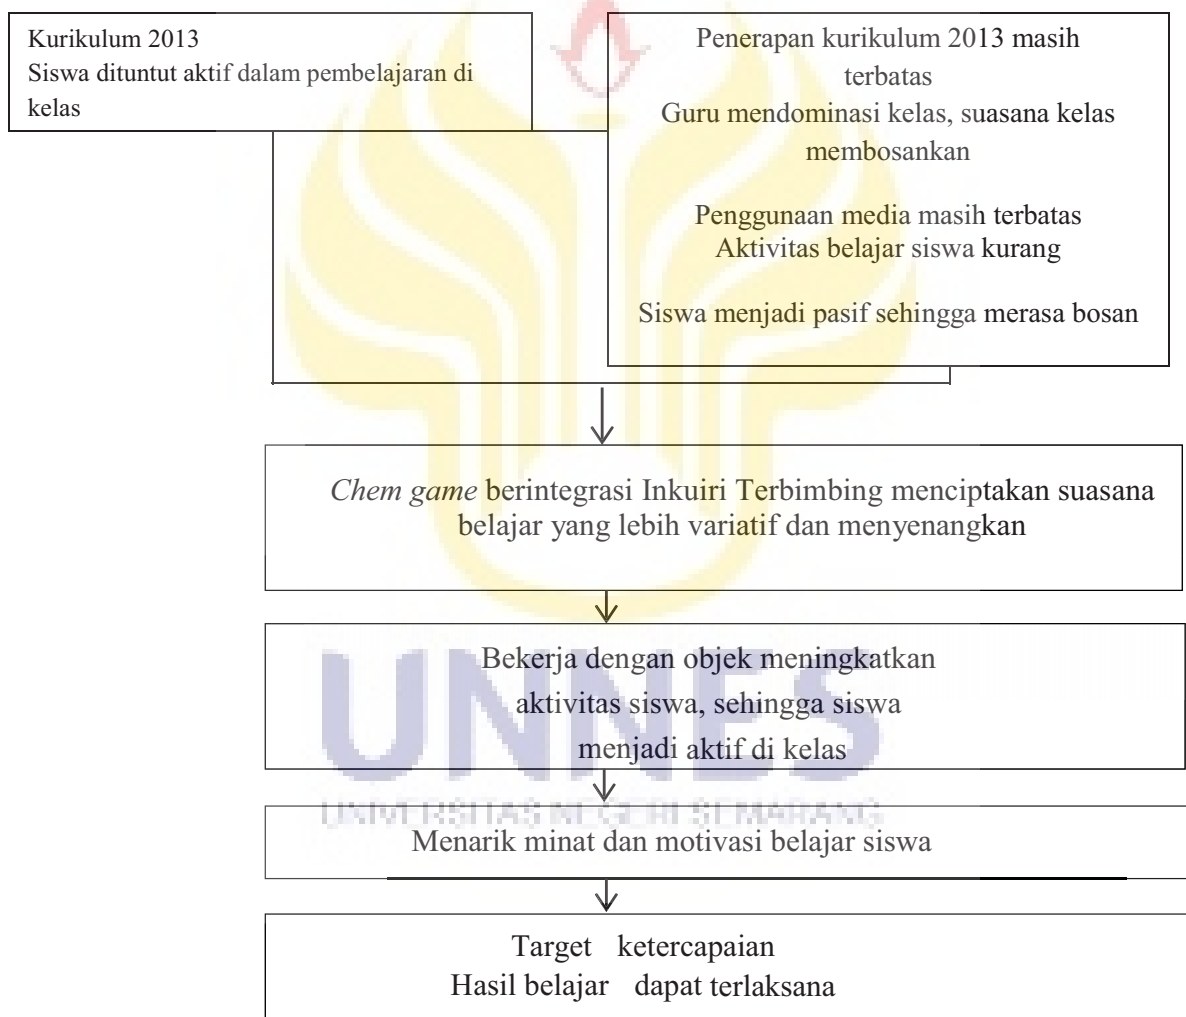 Kurikulum 2013
Siswa dituntut aktif dalam pembelajaran di
kelas
Penerapan kurikulum 2013 masih
terbatas
Guru mendominasi kelas, suasana kelas
membosankan
Penggunaan media masih terbatas
Aktivitas belajar siswa kurang
Siswa menjadi pasif sehingga merasa bosan
Chem game berintegrasi Inkuiri Terbimbing menciptakan suasana
belajar yang lebih variatif dan menyenangkan
Bekerja dengan objek meningkatkan
aktivitas siswa, sehingga siswa
menjadi aktif di kelas
UNNES
UNIVERSITAS NEGERI SEMARANG
Menarik minat dan motivasi belajar siswa
Target ketercapaian
Hasil belajar dapat terlaksana